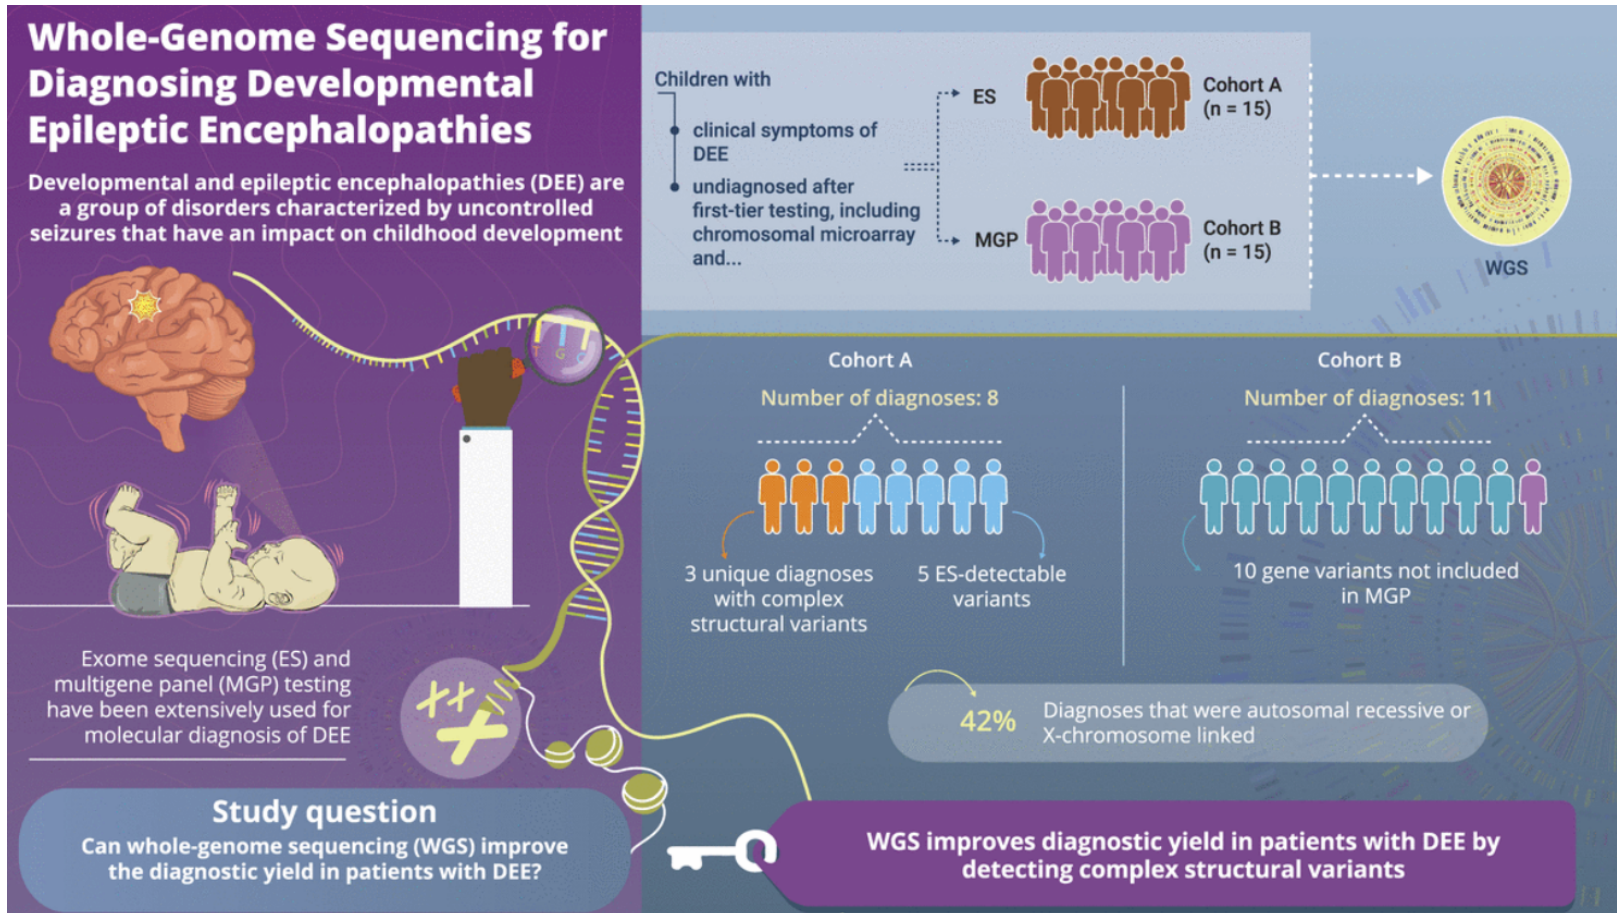 Whole-Genome Sequencing for
Diagnosing Developmental
Epileptic Encephalopathies
Developmental and epileptic encephalopathies (DEE) are
a group of disorders characterized by uncontrolled
seizures that have an impact on childhood development
T G C
Exome sequencing (ES) and
multigene panel (MGP) testing
have been extensively used for
molecular diagnosis of DEE
Study question
Can whole-genome sequencing (WGS) improve
the diagnostic yield in patients with DEE?
Children with
clinical symptoms of
DEE
undiagnosed after
first-tier testing, including
chromosomal microarray
and...
ES
Cohort A
(n = 15)
MGP
Cohort B
(n = 15)
WGS
Cohort A
Number of diagnoses: 8
3 unique diagnoses
with complex
structural variants
5 ES-detectable
variants
Cohort B
Number of diagnoses: 11
10 gene variants not included
in MGP
42%
Diagnoses that were autosomal recessive or
X-chromosome linked
WGS improves diagnostic yield in patients with DEE by
detecting complex structural variants